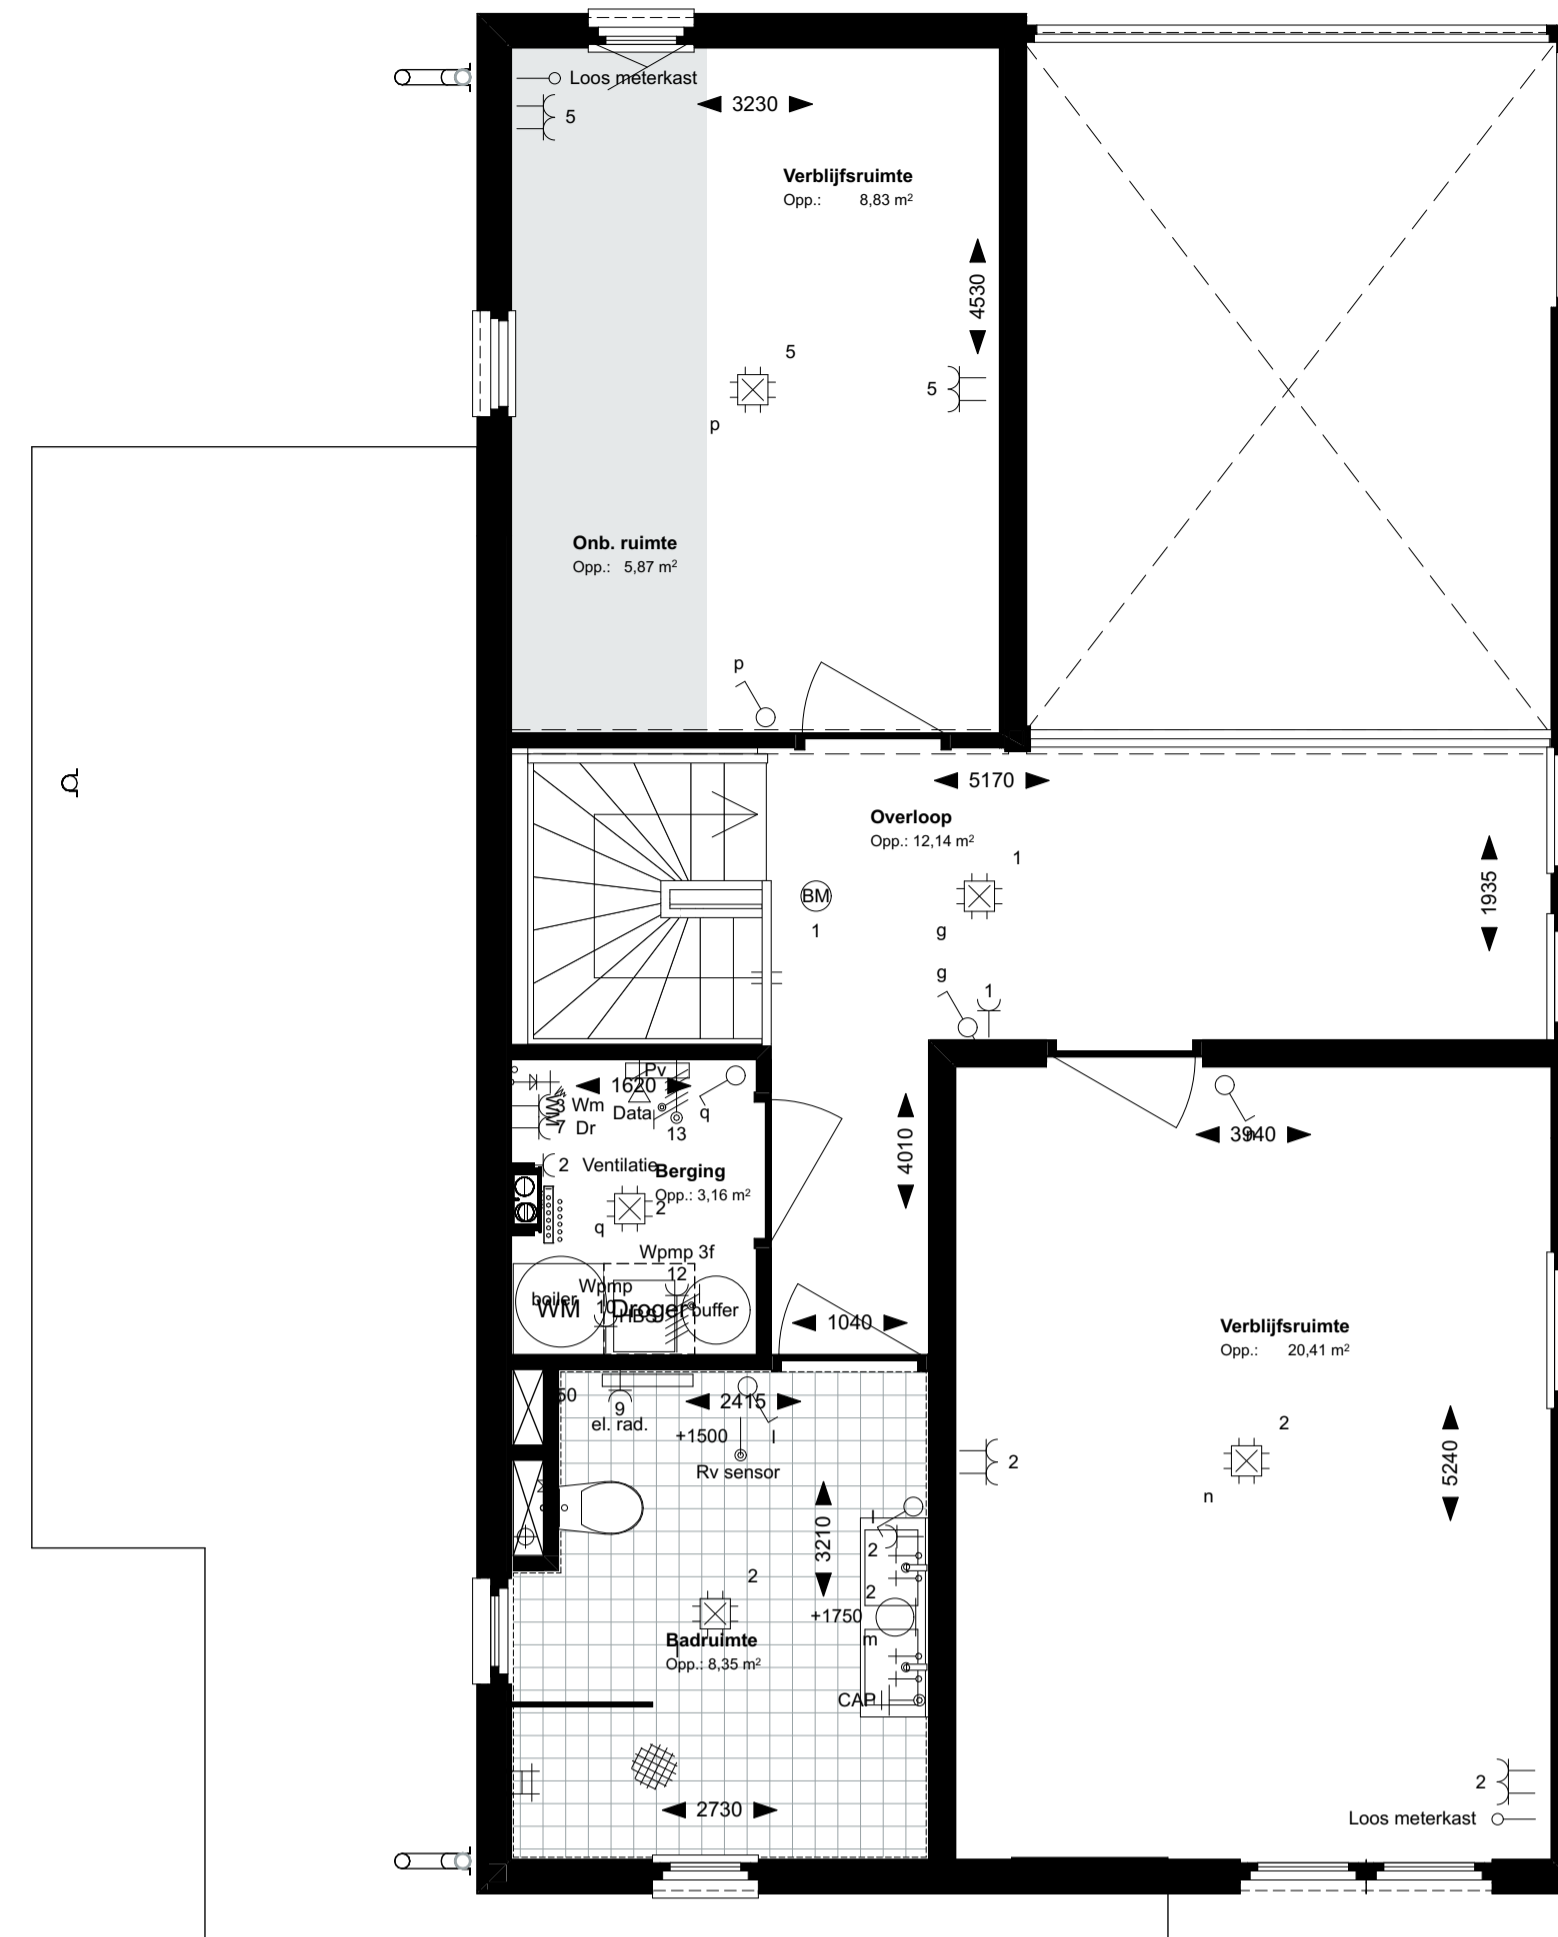 Loos meterkast
5
3230
Verblijfsruimte
Opp.: 8,83 m²
4530
5
5
p
Onb. ruimte
Opp.: 5,87 m²
p
5170
Overloop
Opp.: 12,14 m²
1
1935
BM
1
g
g
1
Pv
1620
3 Wm
Data
q
7 Dr
13
3940
4010
2 Ventilatie
Berging
Opp.: 3,16 m²
2
q
Wpmp 3f
12
Wpmp
boiler
WM
10
Droger
HBS
buffer
1040
Verblijfsruimte
Opp.: 20,41 m²
50
2415
9
el. rad.
+1500
l
Rv sensor
2
2
5240
n
3210
l
2
2
2
+1750
m
Badruimte
l
Opp.: 8,35 m²
CAP
2730
2
Loos meterkast